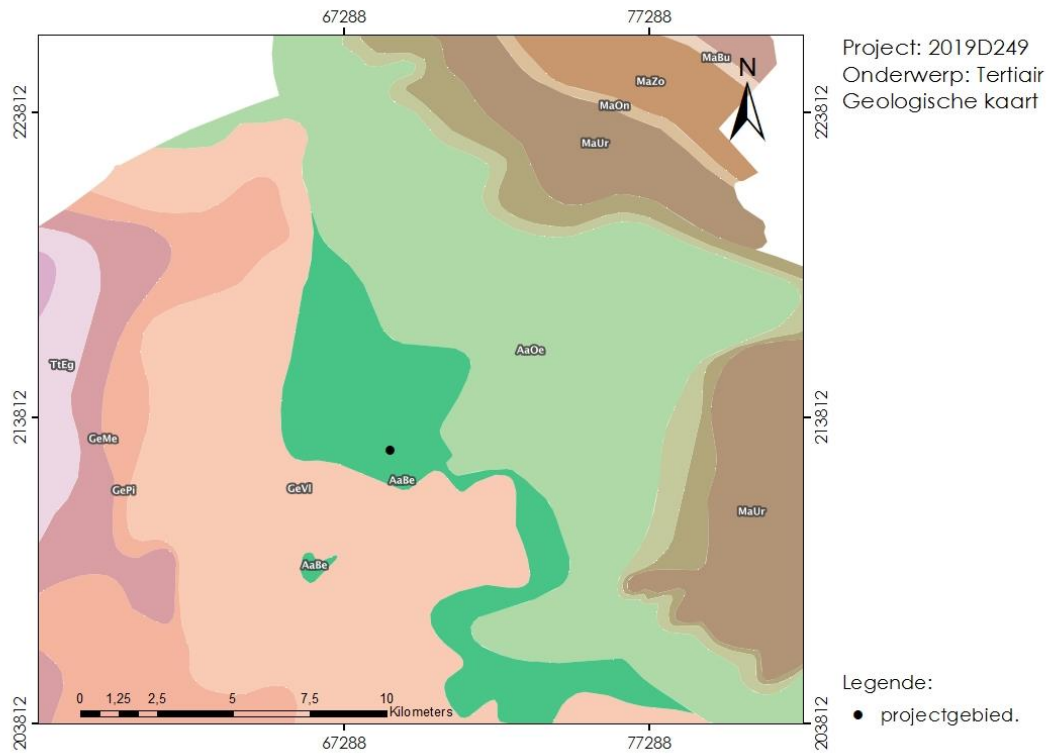 67288
77288
Project: 2019D249
Onderwerp: Tertiair
Geologische kaart
N
MaBu
MaZo
MaOn
MaUr
223812
223812
AaOe
TtEg
213812
213812
GeMe
GePi
GeVl
AaBe
MaUr
AaBe
Legende:
projectgebied.
0 1,25 2,5 5 7,5 10
Kilometers
203812
203812
67288
77288